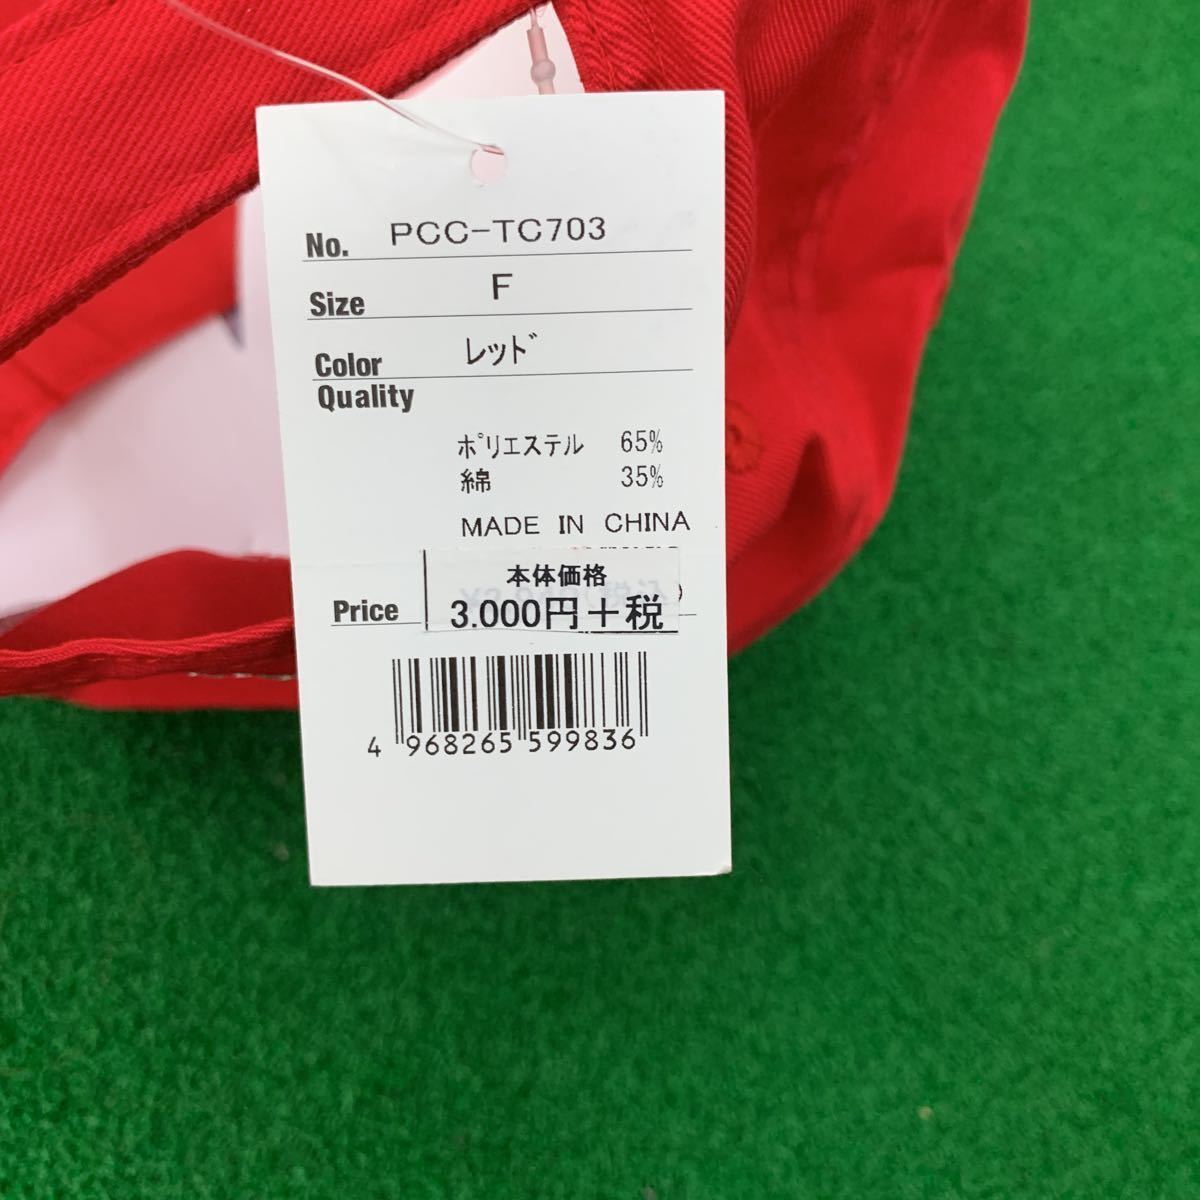 No. PCC-TC703
Size F
Color レッド
Quality
ポリエステル 65%
綿 35%
MADE IN CHINA
本体価格
Price 3.000円+税
4 968265 599836